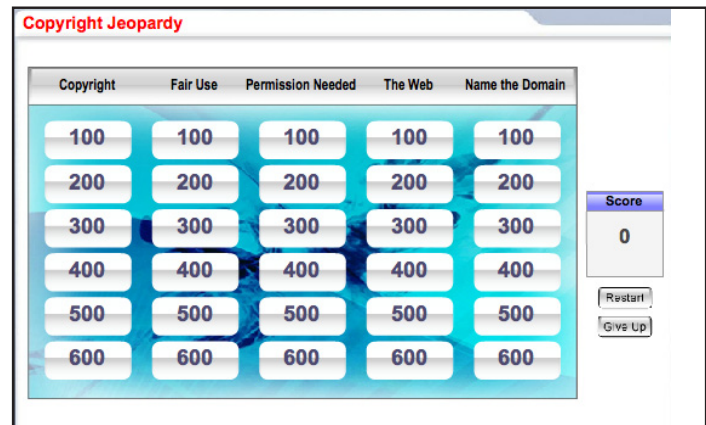 Copyright Jeopardy
Copyright Fair Use Permission Needed The Web Name the Domain
100 100 100 100 100
200 200 200 200 200
Score
300 300 300 300 300
0
400 400 400 400 400
Restart
500 500 500 500 500
Give Up
600 600 600 600 600